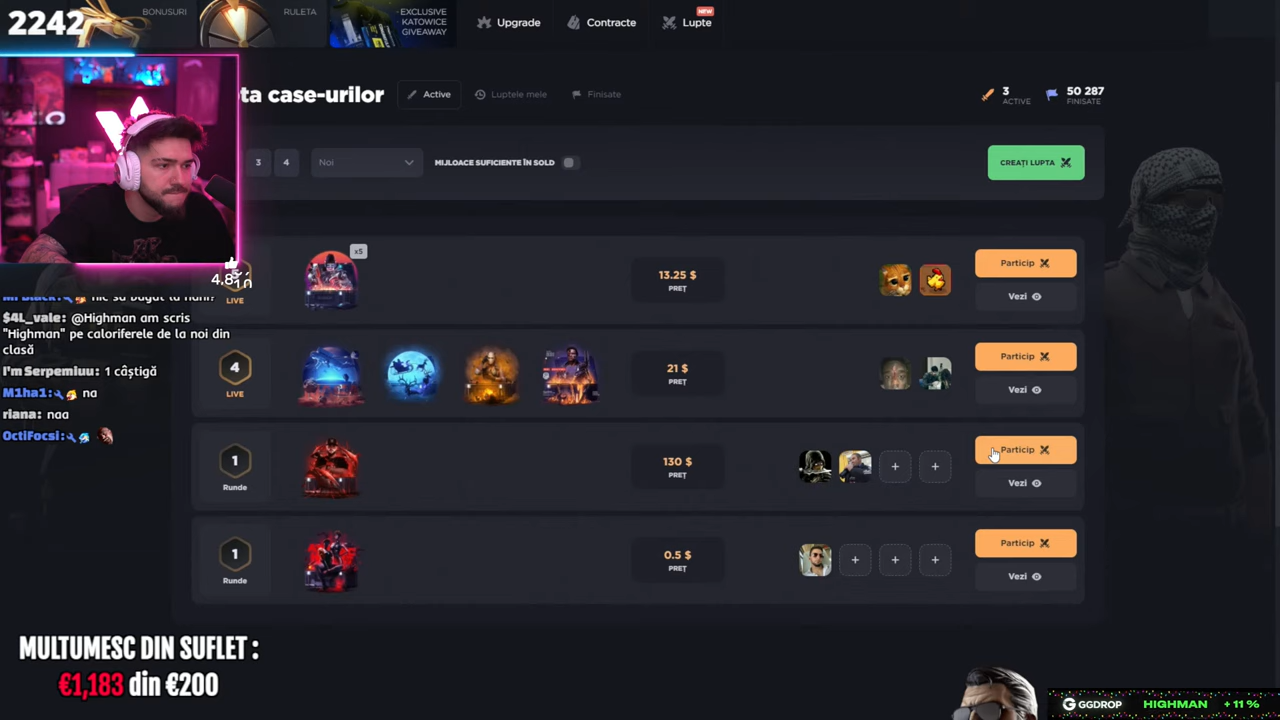 2242
BONUSURI
RULETA
EXCLUSIVE
KATOWICE
GIVEAWAY
Upgrade
Contracte
Lupte
NEW
ta case-urilor
Active
Luptele mele
Finisate
3
ACTIVE
50 287
FINISATE
3
4
Noi
MIJLOACE SUFICIENTE ÎN SOLD
CREAȚI LUPTA
x5
LIVE
13.25 $
PREȚ
Particip
Vezi
4
LIVE
21 $
PREȚ
Particip
Vezi
1
Runde
130 $
PREȚ
+
+
Particip
Vezi
1
Runde
0.5 $
PREȚ
+
+
+
Particip
Vezi
$4L_vale: @Highman am scris
"Highman" pe caloriferele de la noi din
clasă
I'm Serpemiuu: 1 câștigă
M1ha1: na
riana: naa
OctiFocsi:
MULTUMESC DIN SUFLET :
€1,183 din €200
GGDROP
HIGHMAN
+ 11 %